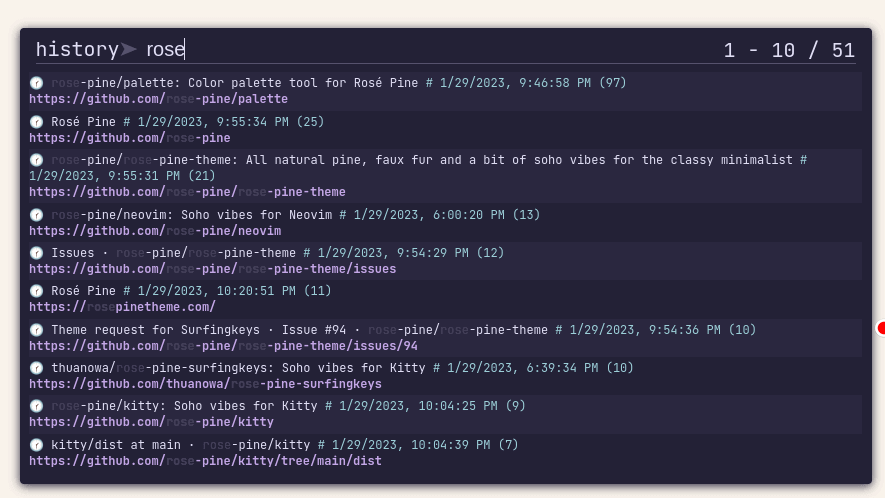 history➤ rose
1 - 10 / 51
🕜 rose-pine/palette: Color palette tool for Rosé Pine # 1/29/2023, 9:46:58 PM (97)
https://github.com/rose-pine/palette
🕜 Rosé Pine # 1/29/2023, 9:55:34 PM (25)
https://github.com/rose-pine
🕜 rose-pine/rose-pine-theme: All natural pine, faux fur and a bit of soho vibes for the classy minimalist #
1/29/2023, 9:55:31 PM (21)
https://github.com/rose-pine/rose-pine-theme
🕜 rose-pine/neovim: Soho vibes for Neovim # 1/29/2023, 6:00:20 PM (13)
https://github.com/rose-pine/neovim
🕜 Issues · rose-pine/rose-pine-theme # 1/29/2023, 9:54:29 PM (12)
https://github.com/rose-pine/rose-pine-theme/issues
🕜 Rosé Pine # 1/29/2023, 10:20:51 PM (11)
https://rosepinetheme.com/
🕜 Theme request for Surfingkeys · Issue #94 · rose-pine/rose-pine-theme # 1/29/2023, 9:54:36 PM (10)
https://github.com/rose-pine/rose-pine-theme/issues/94
🕜 thuanowa/rose-pine-surfingkeys: Soho vibes for Kitty # 1/29/2023, 6:39:34 PM (10)
https://github.com/thuanowa/rose-pine-surfingkeys
🕜 rose-pine/kitty: Soho vibes for Kitty # 1/29/2023, 10:04:25 PM (9)
https://github.com/rose-pine/kitty
🕜 kitty/dist at main · rose-pine/kitty # 1/29/2023, 10:04:39 PM (7)
https://github.com/rose-pine/kitty/tree/main/dist